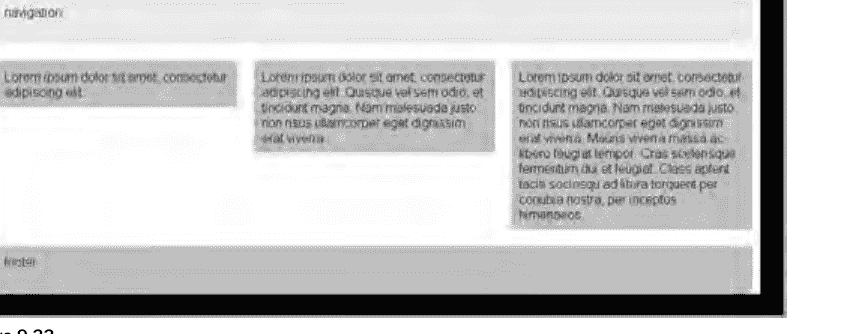 navigation
Lorem ipsum dolor sit amet, consectetur
adipiscing elit.
Lorem ipsum dolor sit amet, consectetur
adipiscing elit. Quisque vel sem odio, et
tincidunt magna. Nam malesuada justo
non risus ullamcorper eget dignissim
erat viverra.
Lorem ipsum dolor sit amet, consectetur
adipiscing elit. Quisque vel sem odio, et
tincidunt magna. Nam malesuada justo
non risus ullamcorper eget dignissim
erat viverra. Mauris viverra massa ac
libero feugiat tempor. Cras scelerisque
fermentum dui et feugiat. Class aptent
taciti sociosqu ad litora torquent per
conubia nostra, per inceptos
himenaeos.
footer